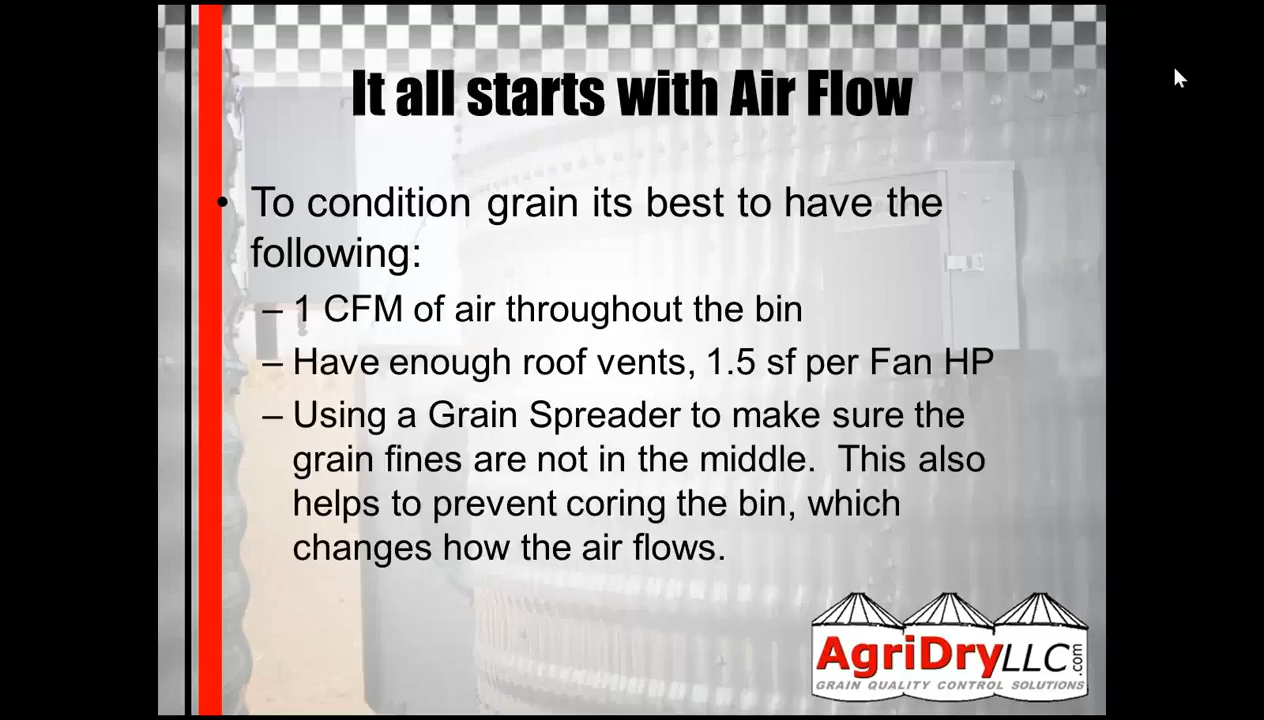 It all starts with Air Flow
• To condition grain its best to have the
following:
– 1 CFM of air throughout the bin
– Have enough roof vents, 1.5 sf per Fan HP
– Using a Grain Spreader to make sure the
grain fines are not in the middle.  This also
helps to prevent coring the bin, which
changes how the air flows.
AgriDryLLC.com
GRAIN QUALITY CONTROL SOLUTIONS